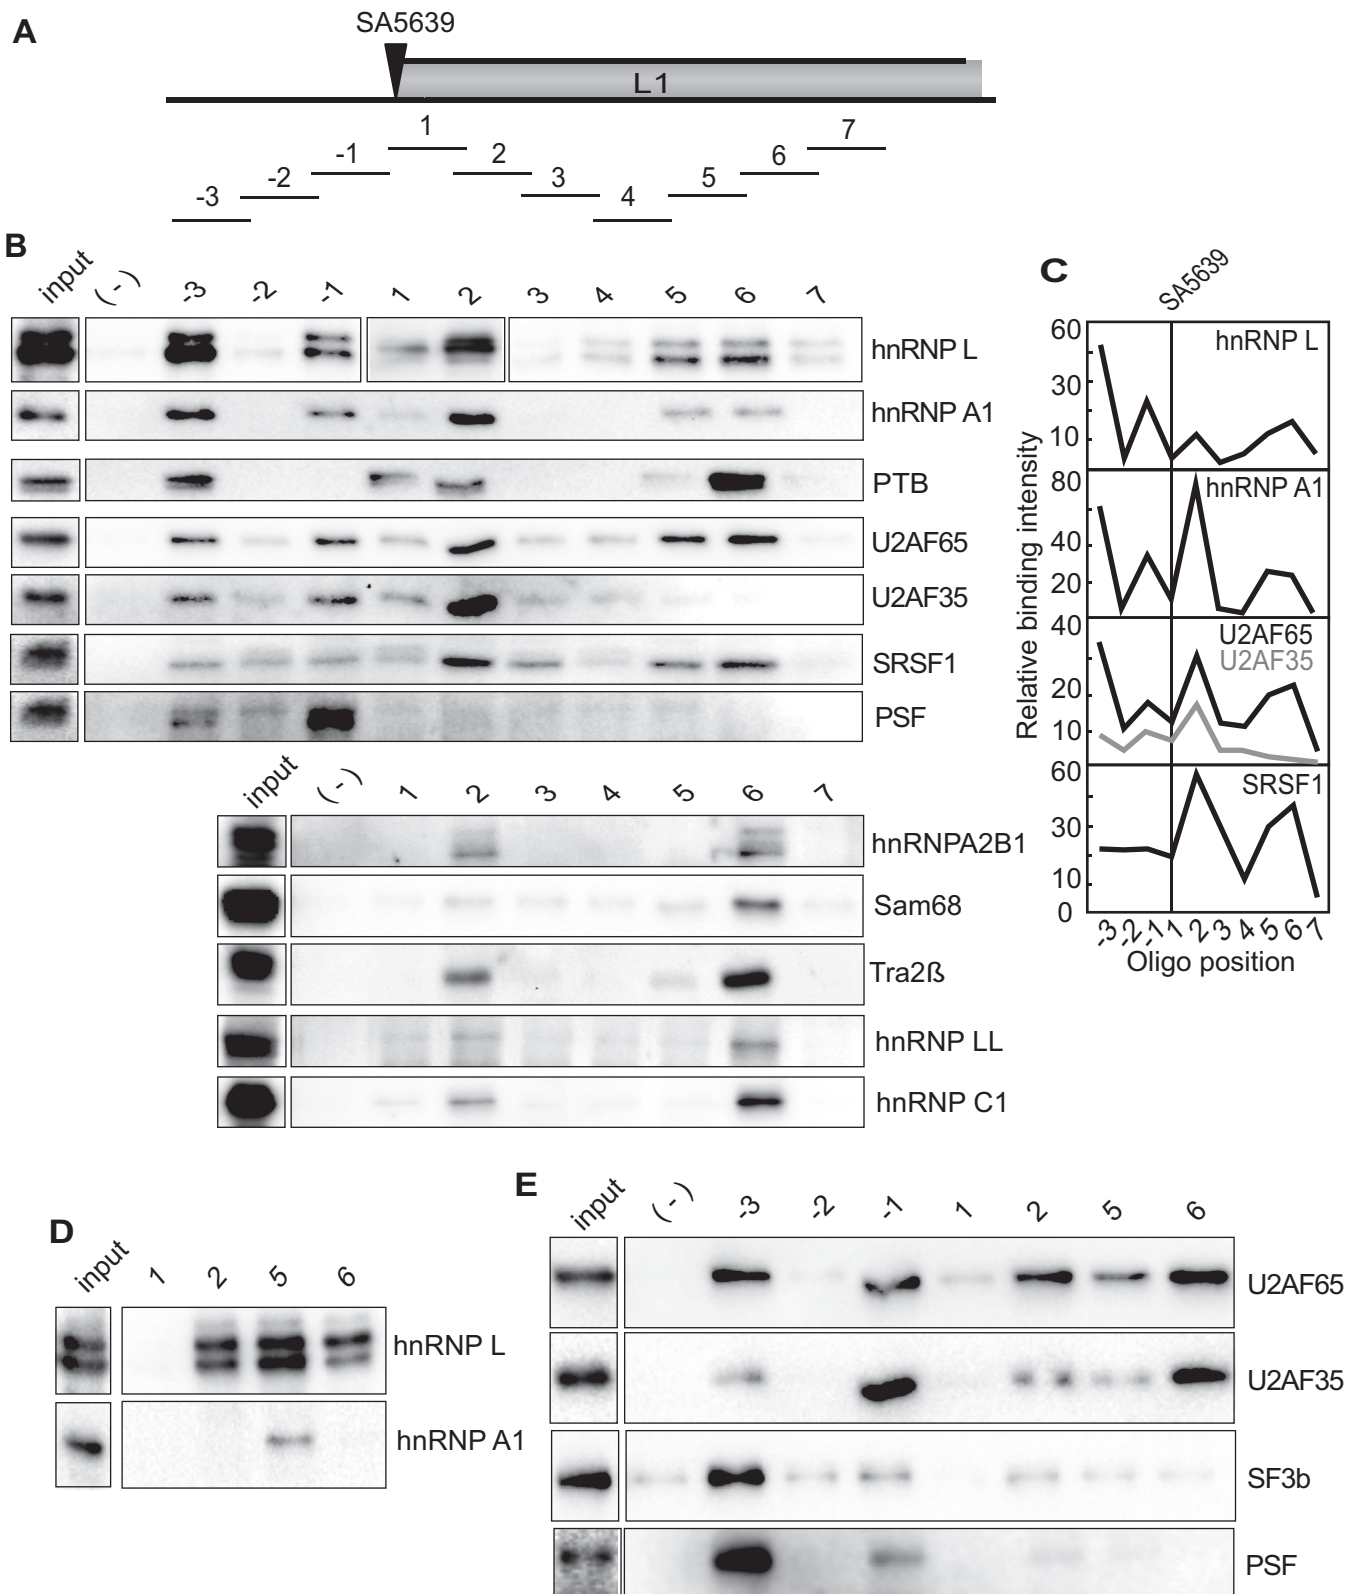 A
SA5639
L1
1
7
-1
2
6
-2
3
5
-3
4
B
input (-) -3 -2 -1 1 2 3 4 5 6 7
hnRNP L
hnRNP A1
PTB
U2AF65
U2AF35
SRSF1
PSF
input (-) 1 2 3 4 5 6 7
hnRNPA2B1
Sam68
Tra2ß
hnRNP LL
hnRNP C1
C
SA5639
Relative binding intensity
60
30
10
hnRNP L
80
40
20
hnRNP A1
40
20
10
U2AF65
U2AF35
60
30
10
0
SRSF1
-3 -2 -1 1 2 3 4 5 6 7
Oligo position
D
input 1 2 5 6
hnRNP L
hnRNP A1
E
input (-) -3 -2 -1 1 2 5 6
U2AF65
U2AF35
SF3b
PSF